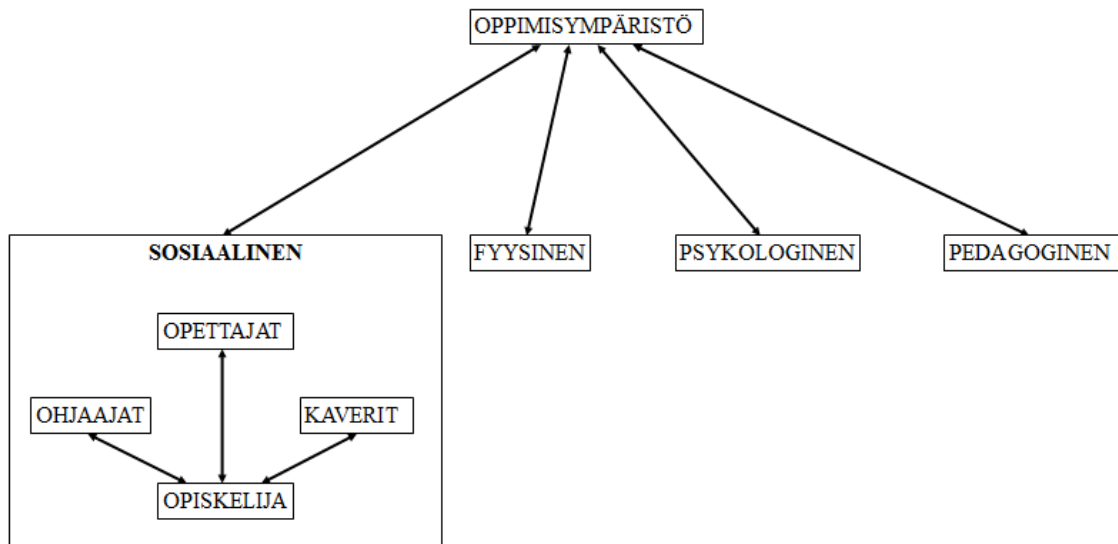 OPPIMISYMPÄRISTÖ
SOSIAALINEN
FYYSINEN
PSYKOLOGINEN
PEDAGOGINEN
OPETTAJAT
OHJAAJAT
KAVERIT
OPISKELIJA